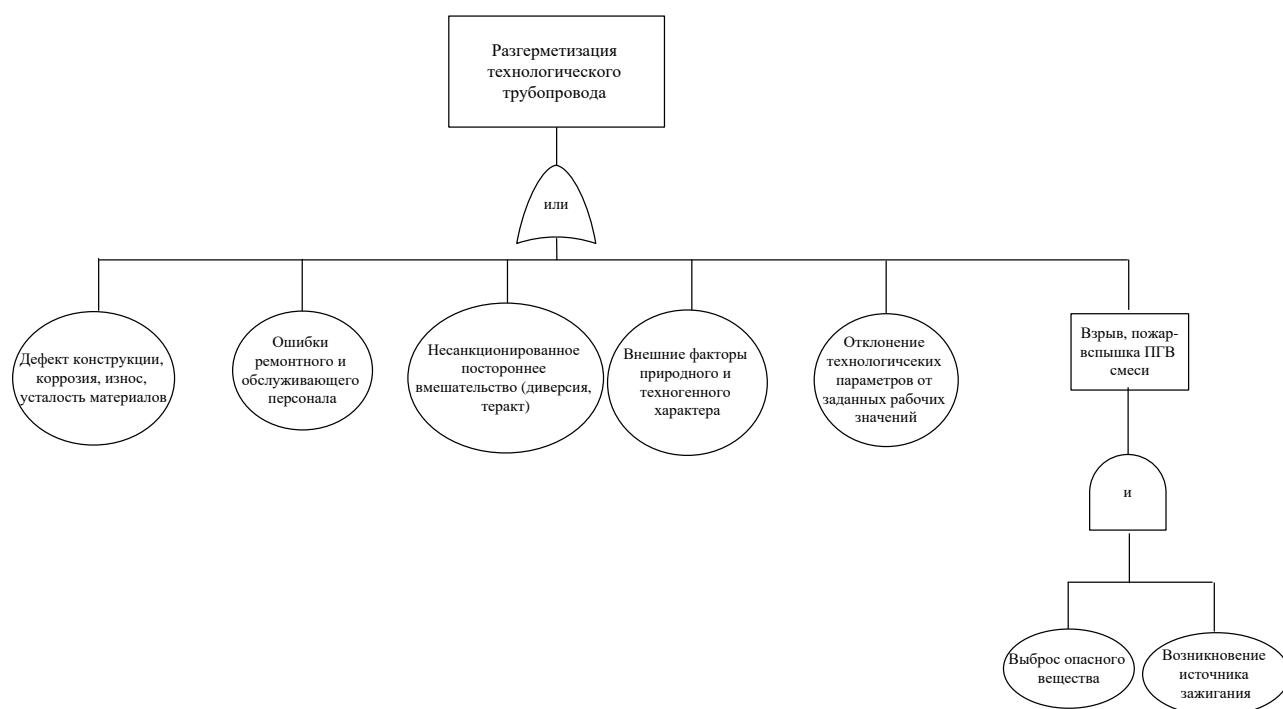 Разгерметизация
технологического
трубопровода
или
Дефект конструкции,
коррозия, износ,
усталость материалов
Ошибки
ремонтного и
обслуживающего
персонала
Несанкционированное
постороннее
вмешательство (диверсия,
теракт)
Внешние факторы
природного и
техногенного
характера
Отклонение
технологичсеких
параметров от
заданных рабочих
значений
Взрыв, пожар-
вспышка ПГВ
смеси
и
Выброс опасного
вещества
Возникновение
источника
зажигания